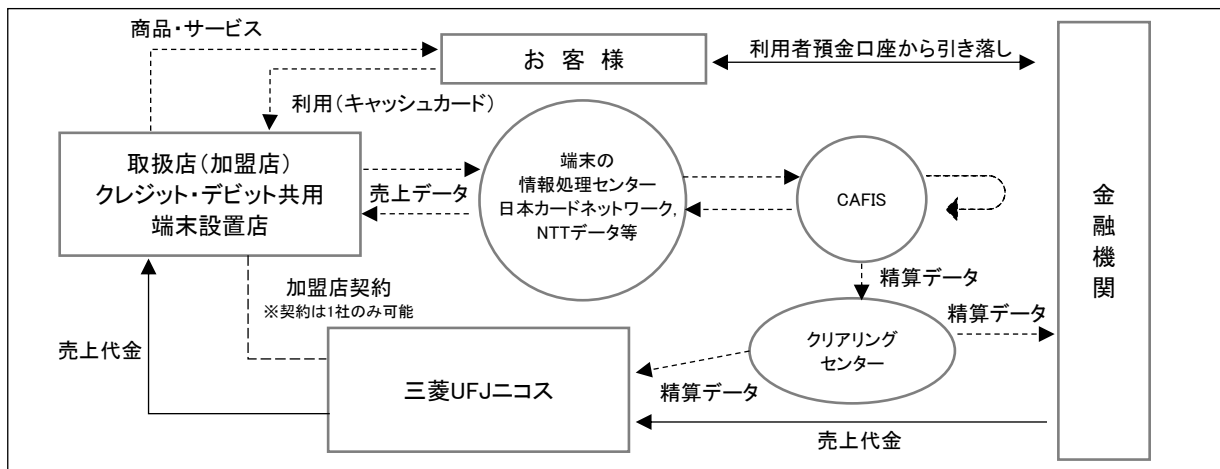 商品・サービス
お 客 様
利用者預金口座から引き落し
利用（キャッシュカード）
取扱店（加盟店）
クレジット・デビット共用
端末設置店
売上データ
端末の
情報処理センター
日本カードネットワーク,
NTTデータ等
CAFIS
金融機関
精算データ
加盟店契約
※契約は1社のみ可能
精算データ
クリアリング
センター
売上代金
三菱UFJニコス
精算データ
売上代金